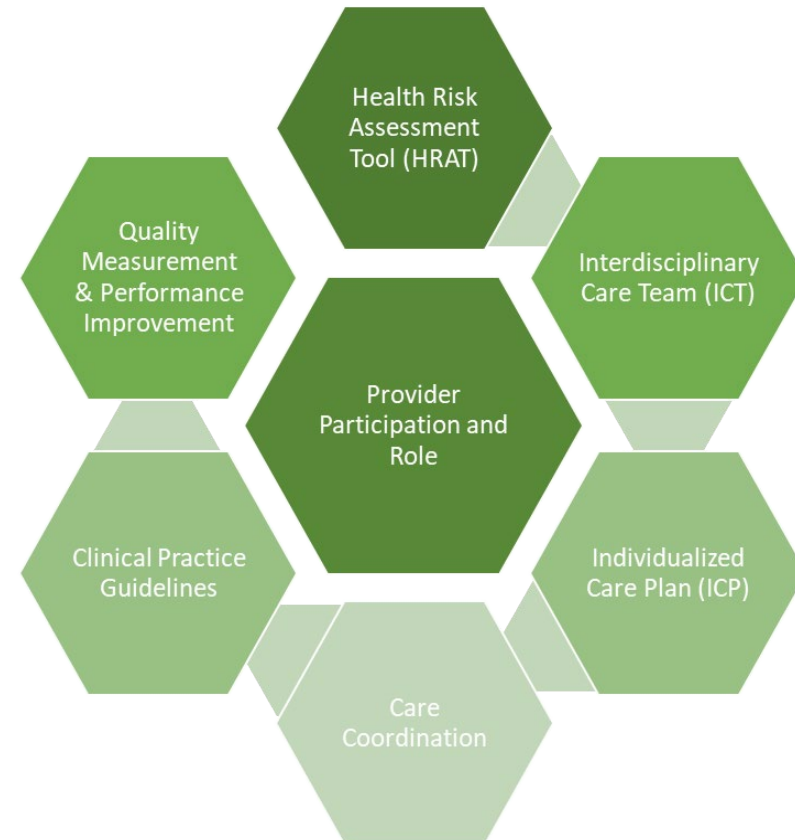 Health Risk
Assessment
Tool (HRAT)
Interdisciplinary
Care Team (ICT)
Individualized
Care Plan (ICP)
Care
Coordination
Clinical Practice
Guidelines
Quality
Measurement
& Performance
Improvement
Provider
Participation and
Role